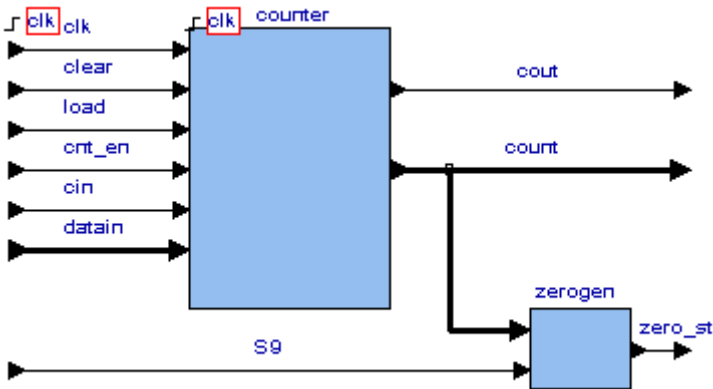 clk clk clk counter
clear
load
cnt_en
cin
datain
cout
count
zerogen
zero_st
S9